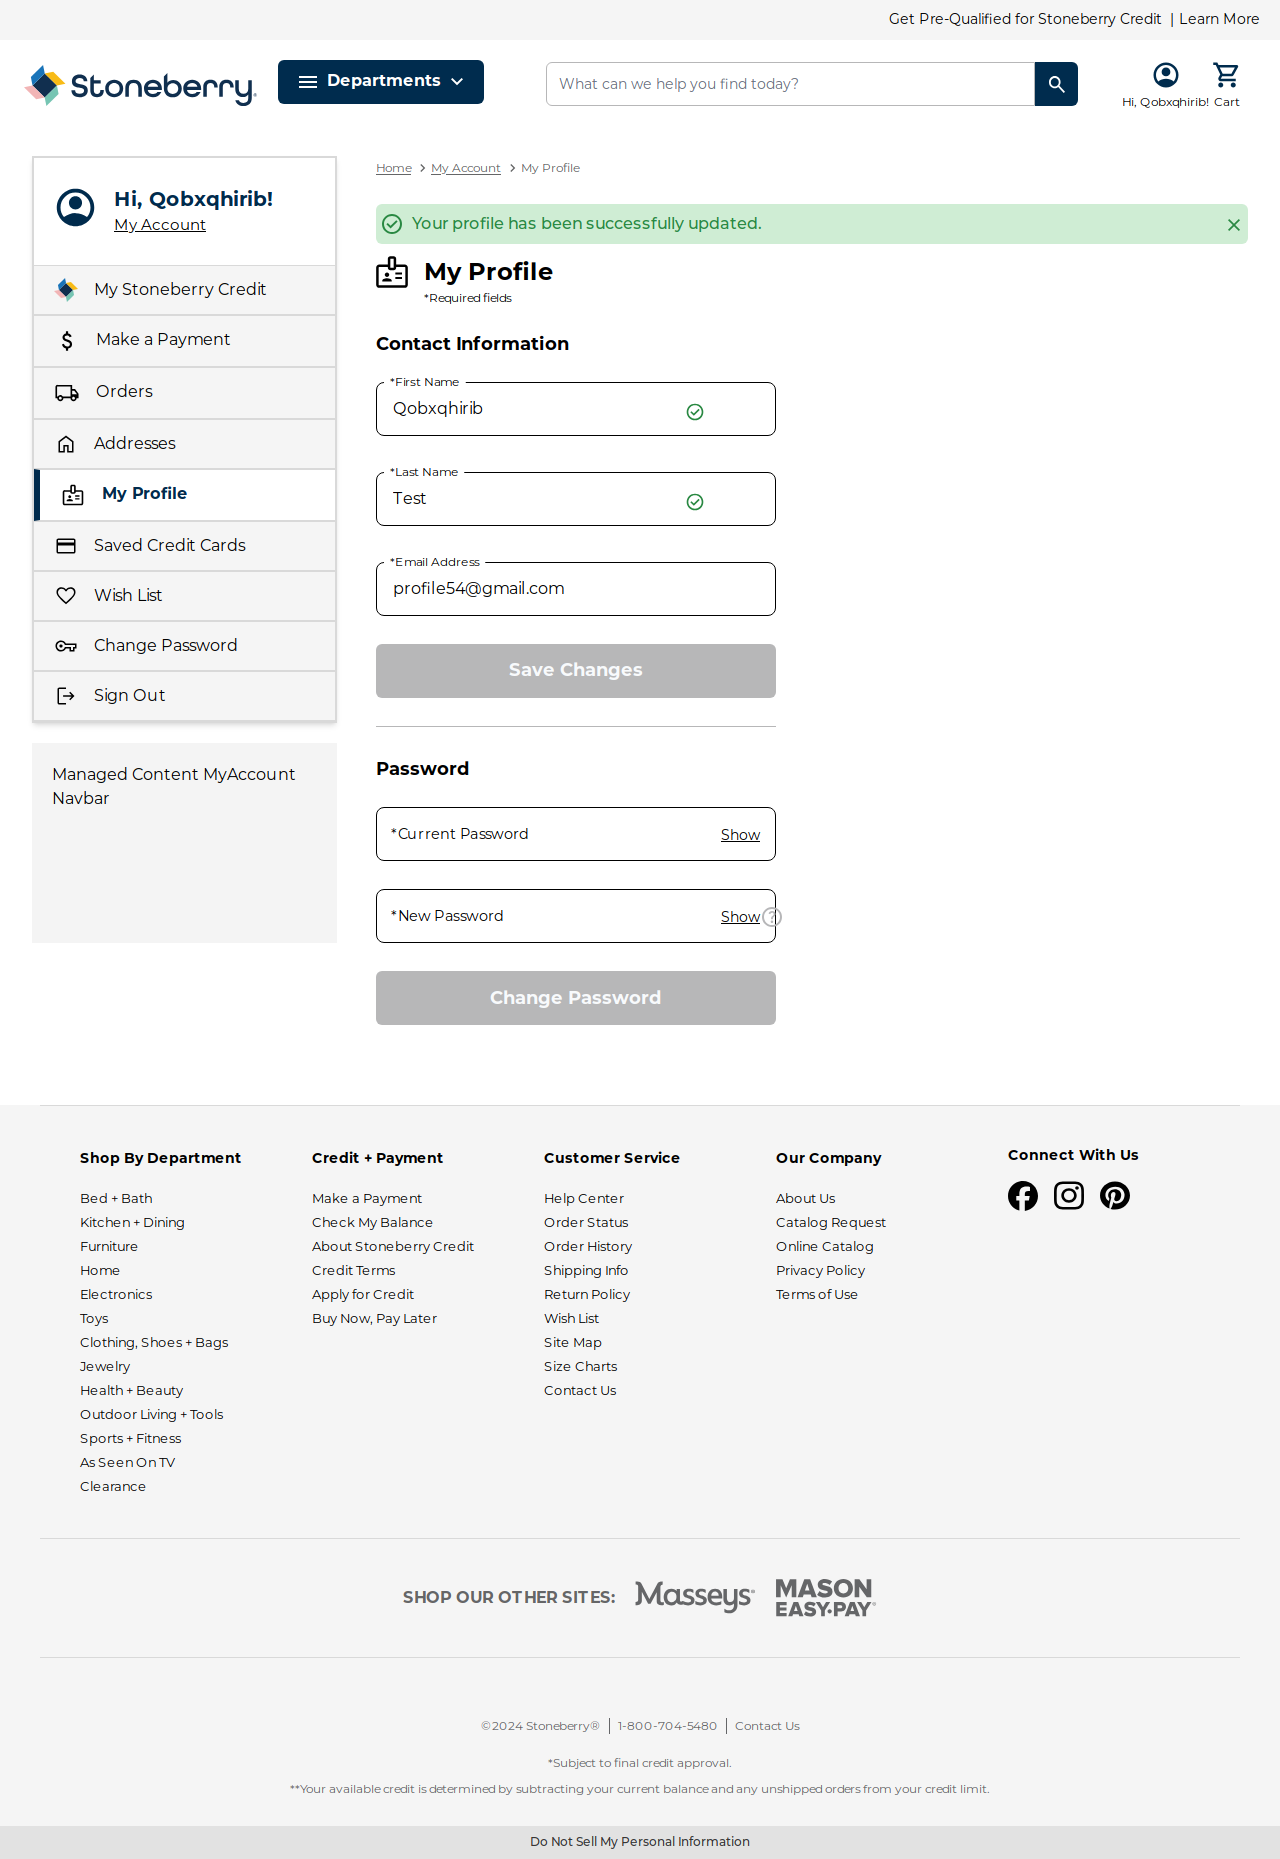 Get Pre-Qualified for Stoneberry Credit | Learn More
Stoneberry®
Departments
What can we help you find today?
Hi, Qobxqhirib! Cart
Hi, Qobxqhirib!
My Account
My Stoneberry Credit
Make a Payment
Orders
Addresses
My Profile
Saved Credit Cards
Wish List
Change Password
Sign Out
Managed Content MyAccount
Navbar
Home > My Account > My Profile
Your profile has been successfully updated.
My Profile
*Required fields
Contact Information
*First Name
Qobxqhirib
*Last Name
Test
*Email Address
profile54@gmail.com
Save Changes
Password
*Current Password Show
*New Password Show ?
Change Password
Shop By Department
Bed + Bath
Kitchen + Dining
Furniture
Home
Electronics
Toys
Clothing, Shoes + Bags
Jewelry
Health + Beauty
Outdoor Living + Tools
Sports + Fitness
As Seen On TV
Clearance
Credit + Payment
Make a Payment
Check My Balance
About Stoneberry Credit
Credit Terms
Apply for Credit
Buy Now, Pay Later
Customer Service
Help Center
Order Status
Order History
Shipping Info
Return Policy
Wish List
Site Map
Size Charts
Contact Us
Our Company
About Us
Catalog Request
Online Catalog
Privacy Policy
Terms of Use
Connect With Us
SHOP OUR OTHER SITES: Masseys® MASON
EASY•PAY®
©2024 Stoneberry® | 1-800-704-5480 | Contact Us
*Subject to final credit approval.
**Your available credit is determined by subtracting your current balance and any unshipped orders from your credit limit.
Do Not Sell My Personal Information